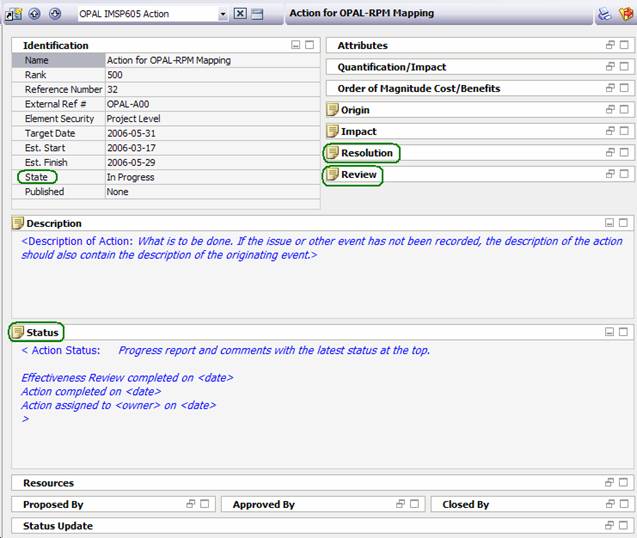 OPAL IMSP605 Action
Action for OPAL-RPM Mapping
Identification
Name Action for OPAL-RPM Mapping
Rank 500
Reference Number 32
External Ref # OPAL-A00
Element Security Project Level
Target Date 2006-05-31
Est. Start 2006-03-17
Est. Finish 2006-05-29
State In Progress
Published None
Attributes
Quantification/Impact
Order of Magnitude Cost/Benefits
Origin
Impact
Resolution
Review
Description
<Description of Action: What is to be done. If the issue or other event has not been recorded, the description of the action
should also contain the description of the originating event.>
Status
< Action Status: Progress report and comments with the latest status at the top.
Effectiveness Review completed on <date>
Action completed on <date>
Action assigned to <owner> on <date>
>
Resources
Proposed By
Approved By
Closed By
Status Update